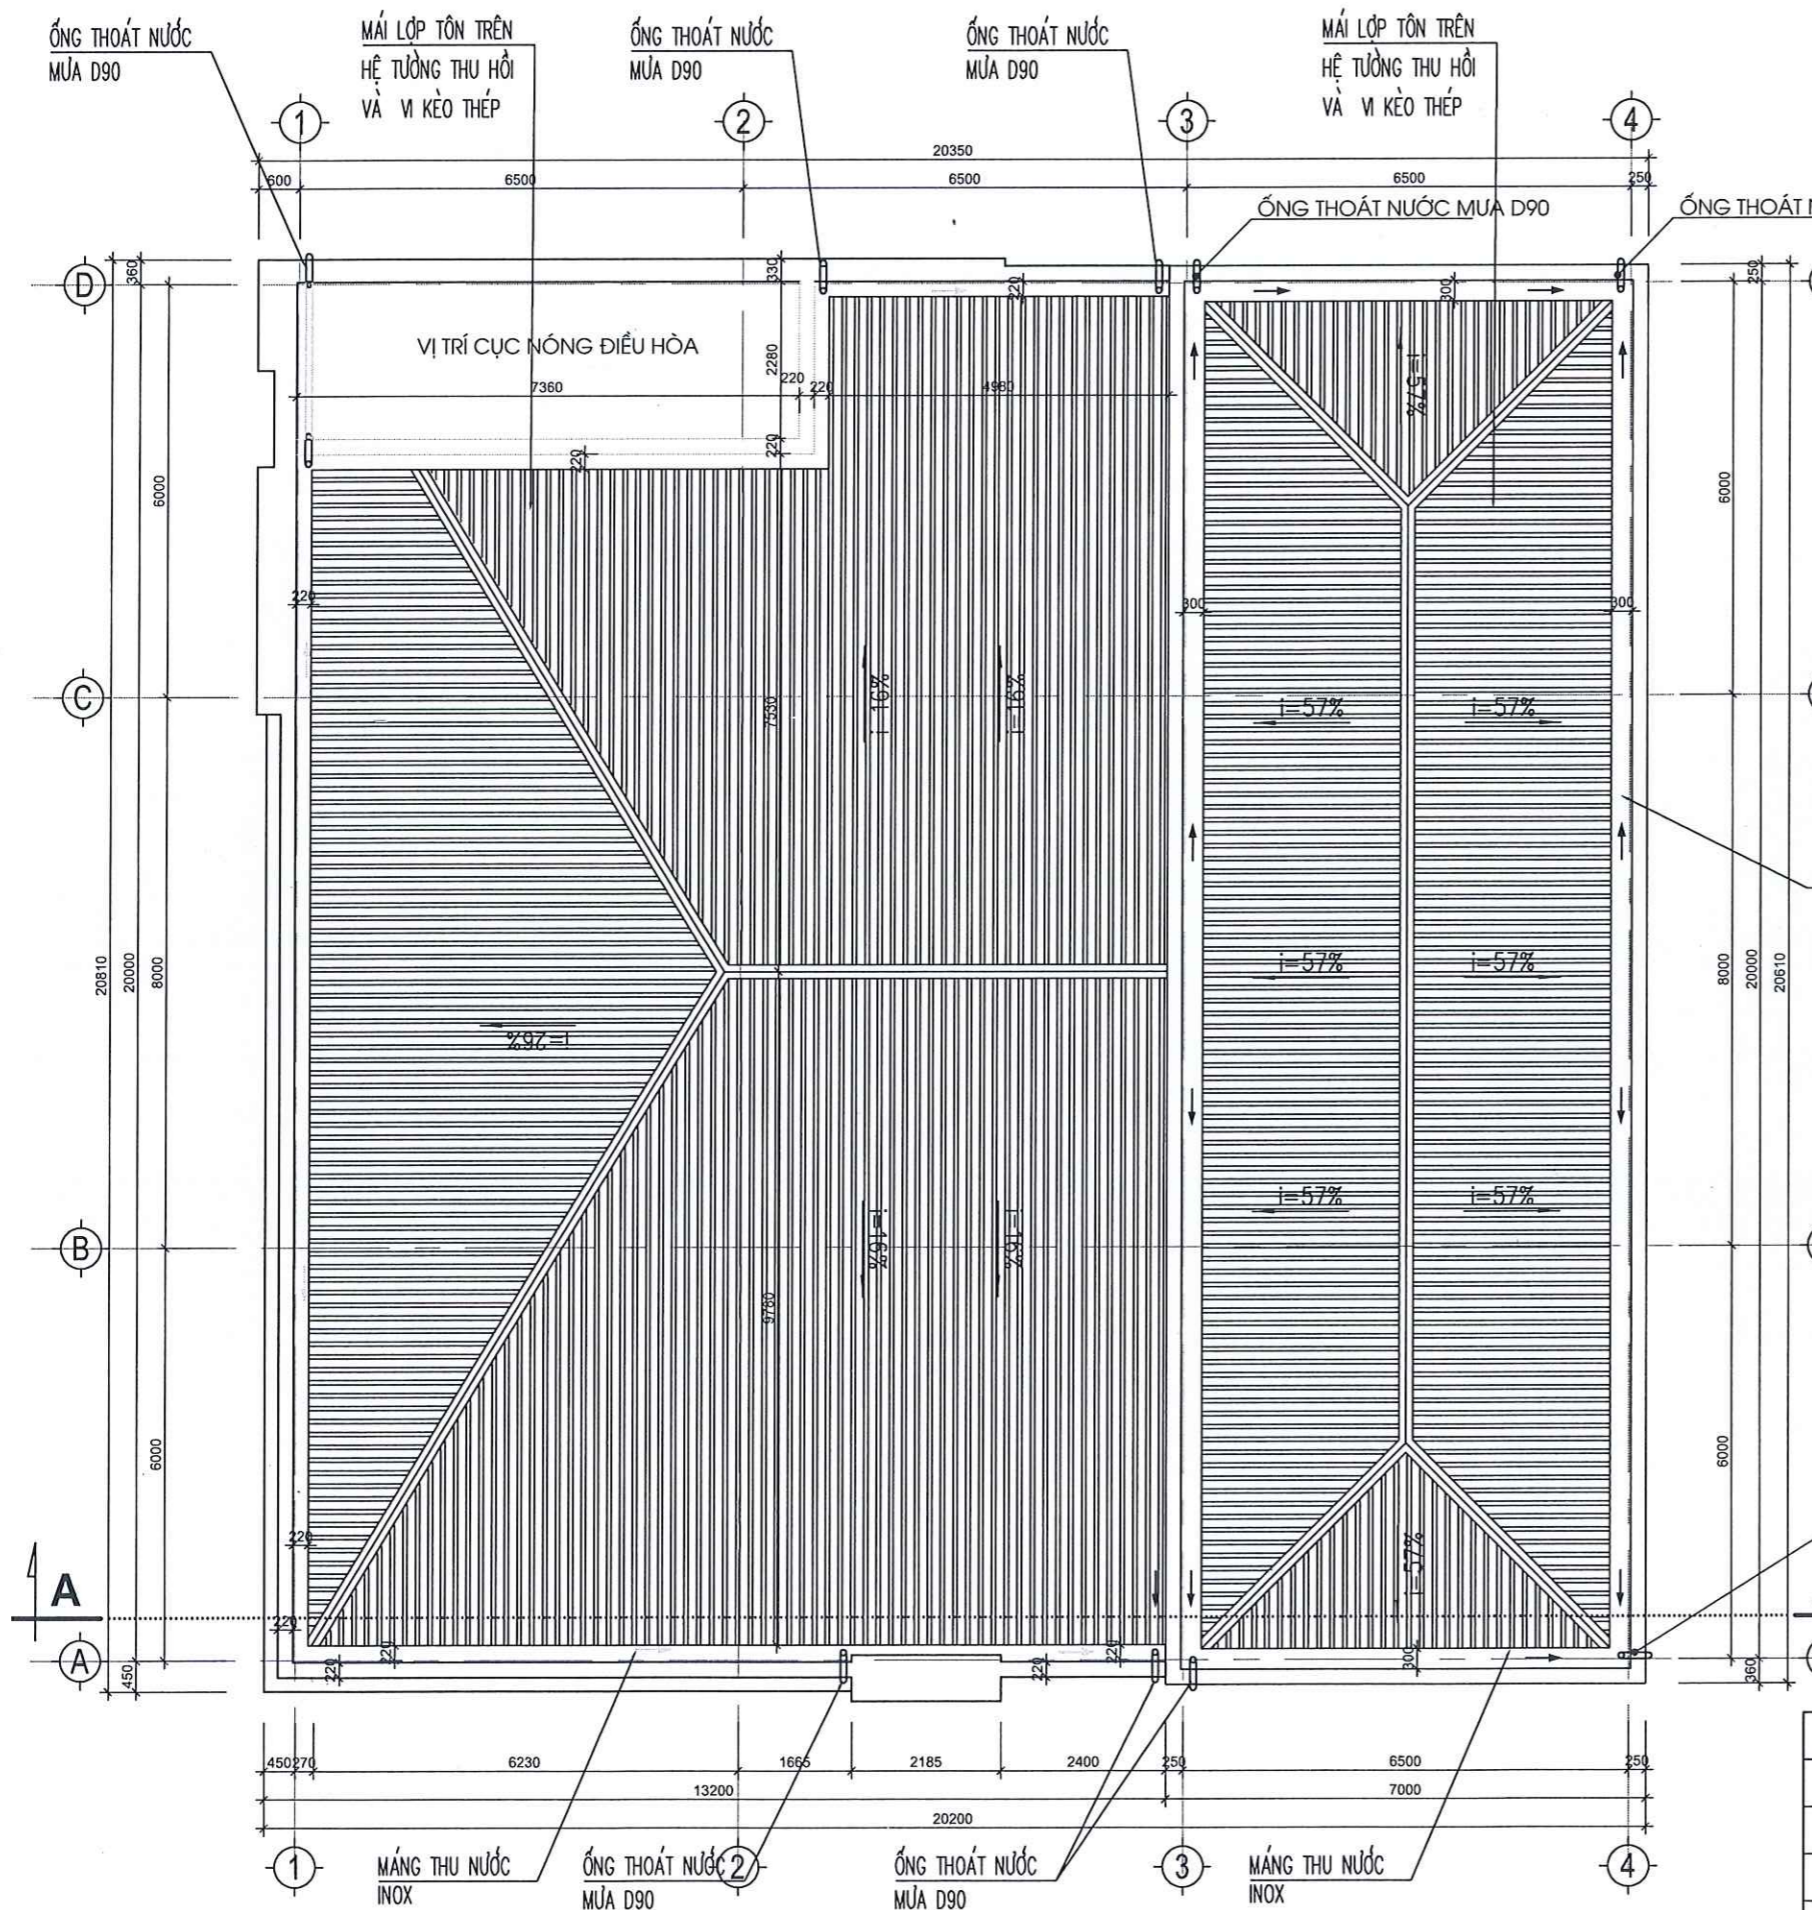 ỐNG THOÁT NƯỚC
MƯA D90
MÁI LỢP TÔN TRÊN
HỆ TƯỜNG THU HỒI
VÀ VI KÈO THÉP
ỐNG THOÁT NƯỚC
MƯA D90
ỐNG THOÁT NƯỚC
MƯA D90
MÁI LỢP TÔN TRÊN
HỆ TƯỜNG THU HỒI
VÀ VI KÈO THÉP
1
2
3
4
20350
600
6500
6500
6500
250
ỐNG THOÁT NƯỚC MƯA D90
ỐNG THOÁT
D
360
330
220
300
250
VỊ TRÍ CỤC NÓNG ĐIỀU HÒA
2280
i=57%
7360
220
220
4980
220
220
6000
6000
220
300
300
C
i=16%
i=16%
7530
i=57%
i=57%
20810
20000
8000
8000
20000
20610
i=57%
i=57%
i=26%
i=57%
i=57%
B
i=16%
i=16%
9780
6000
6000
220
i=57%
A
220
A
220
220
220
220
300
450
360
450
270
6230
1665
2185
2400
250
6500
250
13200
7000
20200
1
2
3
4
MÁNG THU NƯỚC
INOX
ỐNG THOÁT NƯỚC
MƯA D90
ỐNG THOÁT NƯỚC
MƯA D90
MÁNG THU NƯỚC
INOX